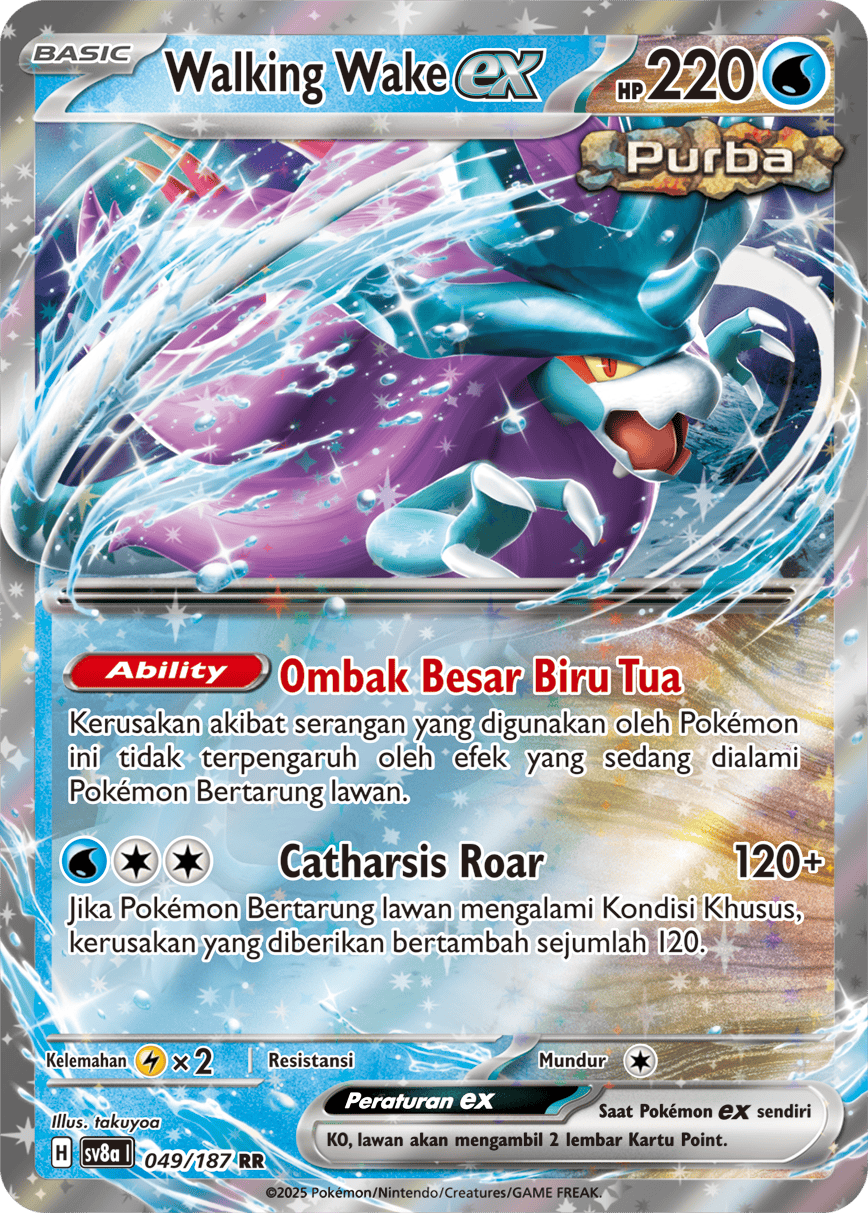 BASIC
Walking Wake ex
HP 220
Purba
Ability Ombak Besar Biru Tua
Kerusakan akibat serangan yang digunakan oleh Pokémon
ini tidak terpengaruh oleh efek yang sedang dialami
Pokémon Bertarung lawan.
Catharsis Roar 120+
Jika Pokémon Bertarung lawan mengalami Kondisi Khusus,
kerusakan yang diberikan bertambah sejumlah 120.
Kelemahan ×2 Resistansi Mundur
Peraturan ex Saat Pokémon ex sendiri
KO, lawan akan mengambil 2 lembar Kartu Point.
Illus. takuyoa
H sv8a I 049/187 RR
©2025 Pokémon/Nintendo/Creatures/GAME FREAK.